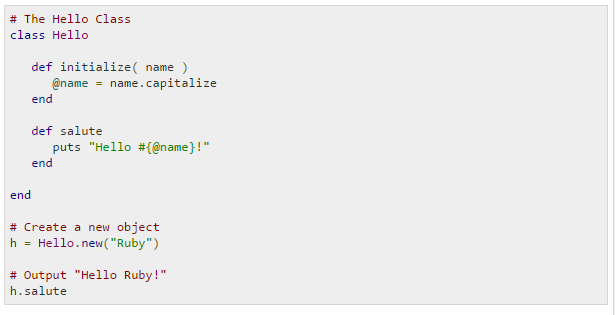 # The Hello Class
class Hello
def initialize( name )
@name = name.capitalize
end
def salute
puts "Hello #{@name}!"
end
end
# Create a new object
h = Hello.new("Ruby")
# Output "Hello Ruby!"
h.salute